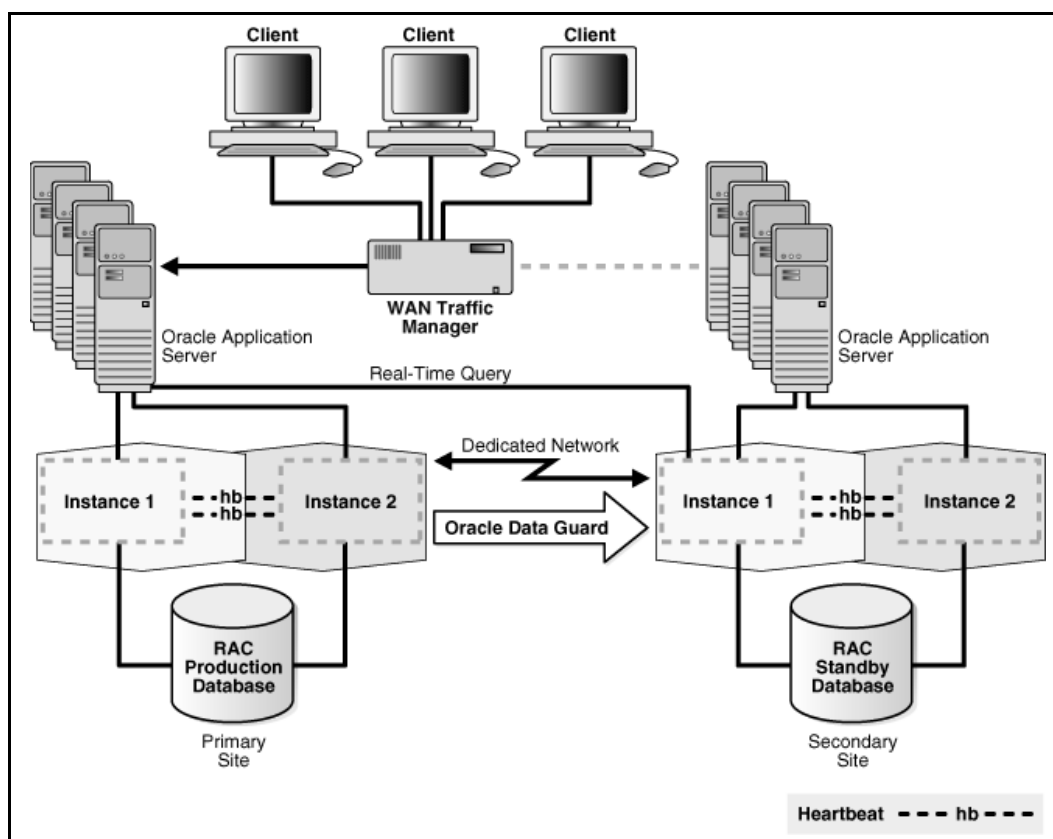 Client
Client
Client
WAN Traffic
Manager
Oracle Application
Server
Oracle Application
Server
Real-Time Query
Dedicated Network
Instance 1
hb
hb
Instance 2
Oracle Data Guard
Instance 1
hb
hb
Instance 2
RAC
Production
Database
RAC
Standby
Database
Primary
Site
Secondary
Site
Heartbeat
hb